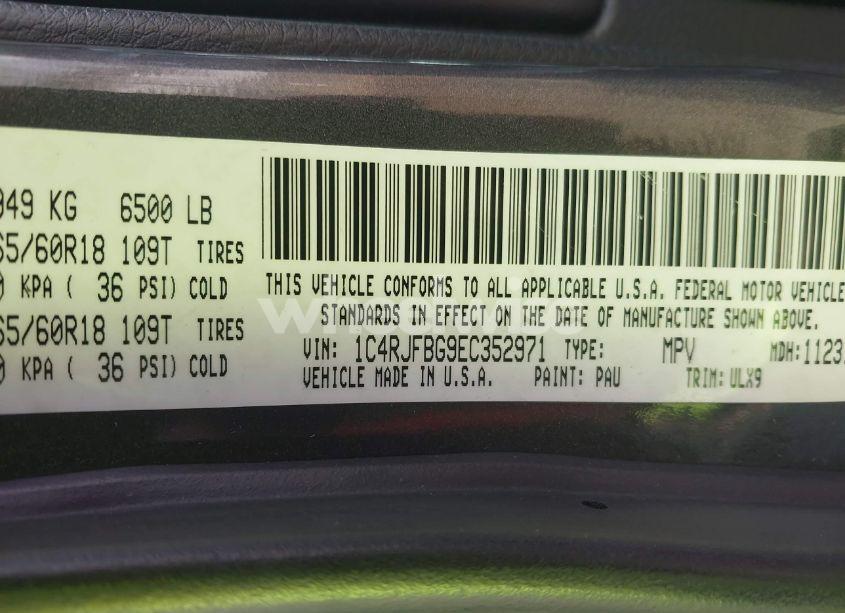 949 KG 6500 LB
65/60R18 109T TIRES
0 KPA ( 36 PSI) COLD
65/60R18 109T TIRES
0 KPA ( 36 PSI) COLD
THIS VEHICLE CONFORMS TO ALL APPLICABLE U.S.A. FEDERAL MOTOR VEHICLE
STANDARDS IN EFFECT ON THE DATE OF MANUFACTURE SHOWN ABOVE.
VIN: 1C4RJFBG9EC352971 TYPE: MPV MDH: 1123
VEHICLE MADE IN U.S.A. PAINT: PAU TRIM: ULX9